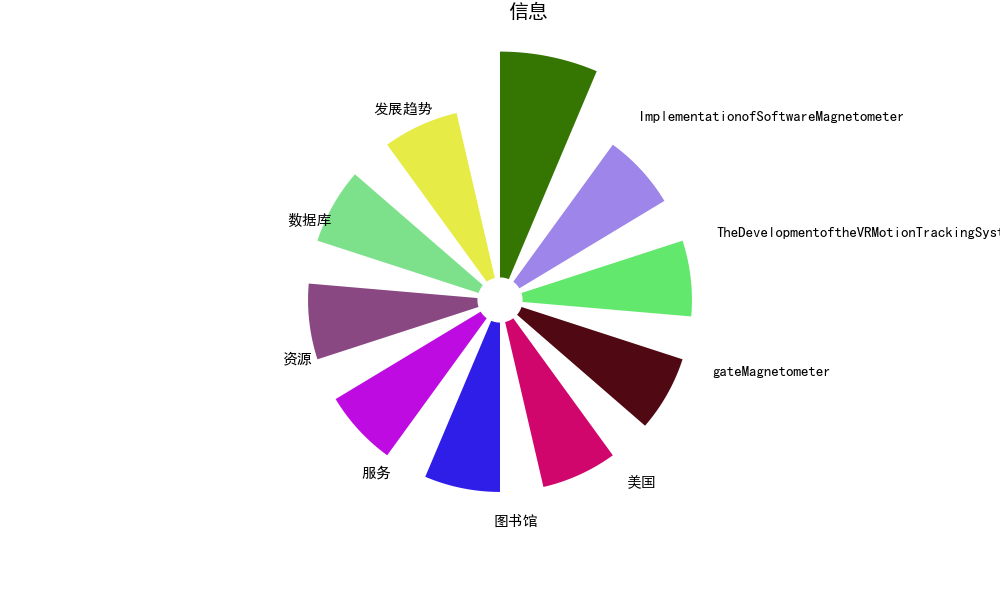 信息
发展趋势
ImplementationofSoftwareMagnetometer
数据库
TheDevelopmentoftheVRMotionTrackingSyst
资源
gateMagnetometer
服务
美国
图书馆